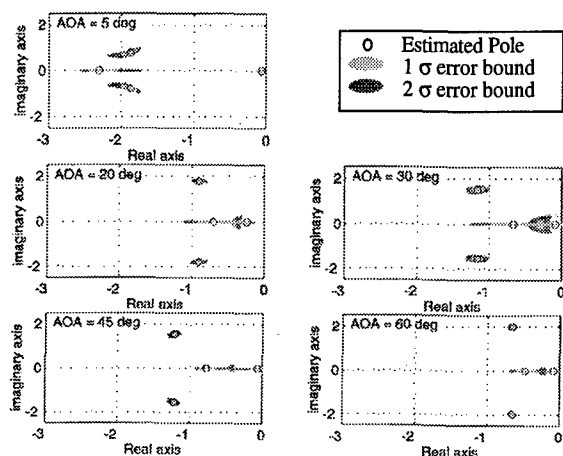 AOA = 5 deg
2
0
-2
imaginary axis
-3
-2
-1
0
Real axis
Estimated Pole
1 σ error bound
2 σ error bound
AOA = 20 deg
2
0
-2
imaginary axis
-3
-2
-1
0
Real axis
AOA = 30 deg
2
0
-2
imaginary axis
-3
-2
-1
0
Real axis
AOA = 45 deg
2
0
-2
imaginary axis
-3
-2
-1
0
Real axis
AOA = 60 deg
2
0
-2
imaginary axis
-3
-2
-1
0
Real axis